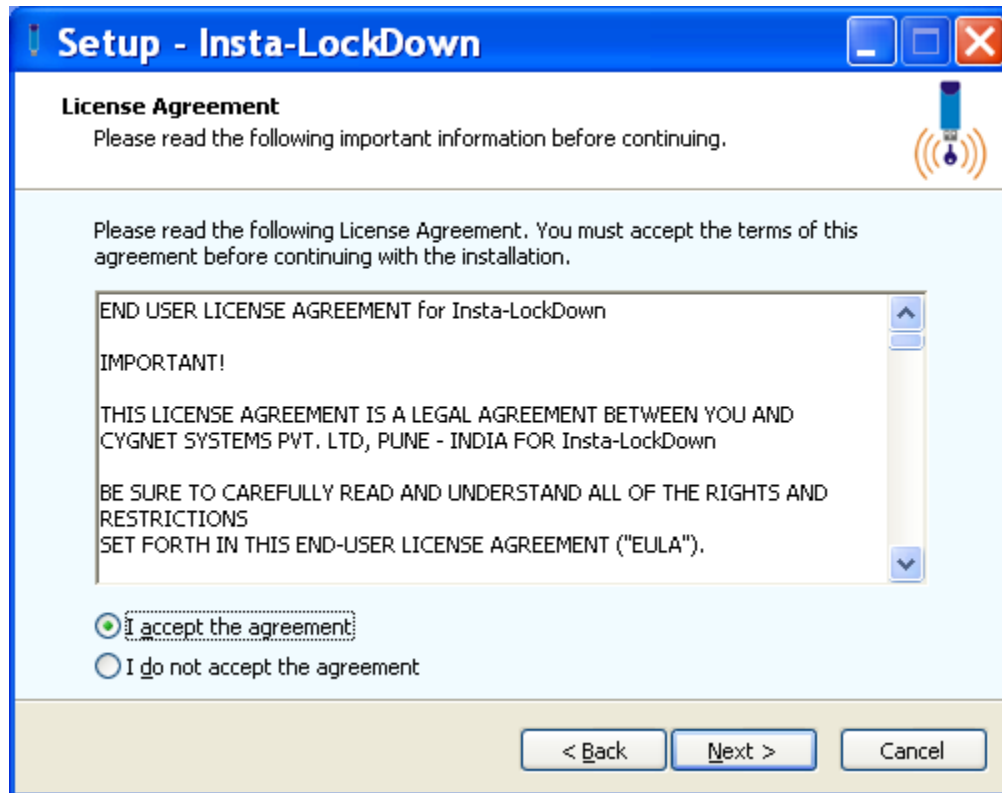 Setup - Insta-LockDown
License Agreement
Please read the following important information before continuing.
Please read the following License Agreement. You must accept the terms of this
agreement before continuing with the installation.
END USER LICENSE AGREEMENT for Insta-LockDown
IMPORTANT!
THIS LICENSE AGREEMENT IS A LEGAL AGREEMENT BETWEEN YOU AND
CYGNET SYSTEMS PVT. LTD, PUNE - INDIA FOR Insta-LockDown
BE SURE TO CAREFULLY READ AND UNDERSTAND ALL OF THE RIGHTS AND
RESTRICTIONS
SET FORTH IN THIS END-USER LICENSE AGREEMENT ("EULA").
I accept the agreement
I do not accept the agreement
< Back
Next >
Cancel